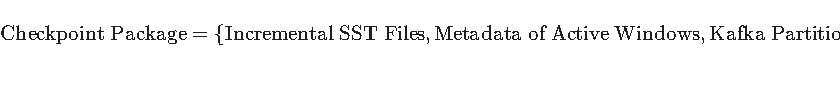 Checkpoint Package = {Incremental SST Files, Metadata of Active Windows, Kafka Partitio